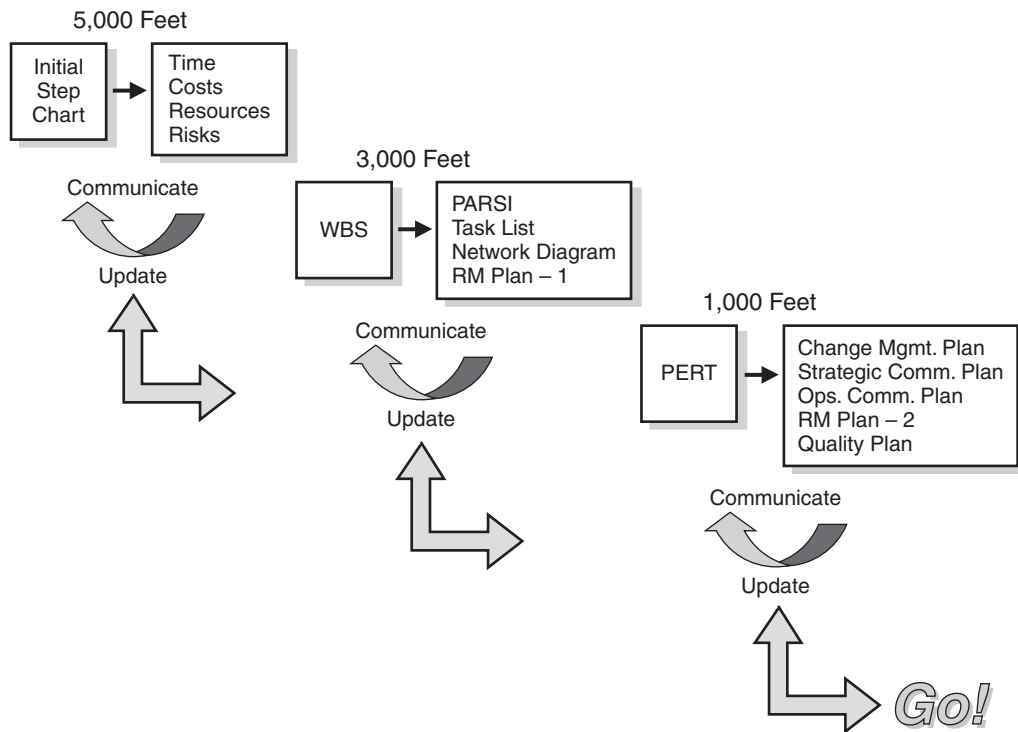 5,000 Feet
Initial
Step
Chart
Time
Costs
Resources
Risks
Communicate
Update
3,000 Feet
WBS
PARSI
Task List
Network Diagram
RM Plan – 1
Communicate
Update
1,000 Feet
PERT
Change Mgmt. Plan
Strategic Comm. Plan
Ops. Comm. Plan
RM Plan – 2
Quality Plan
Communicate
Update
Go!